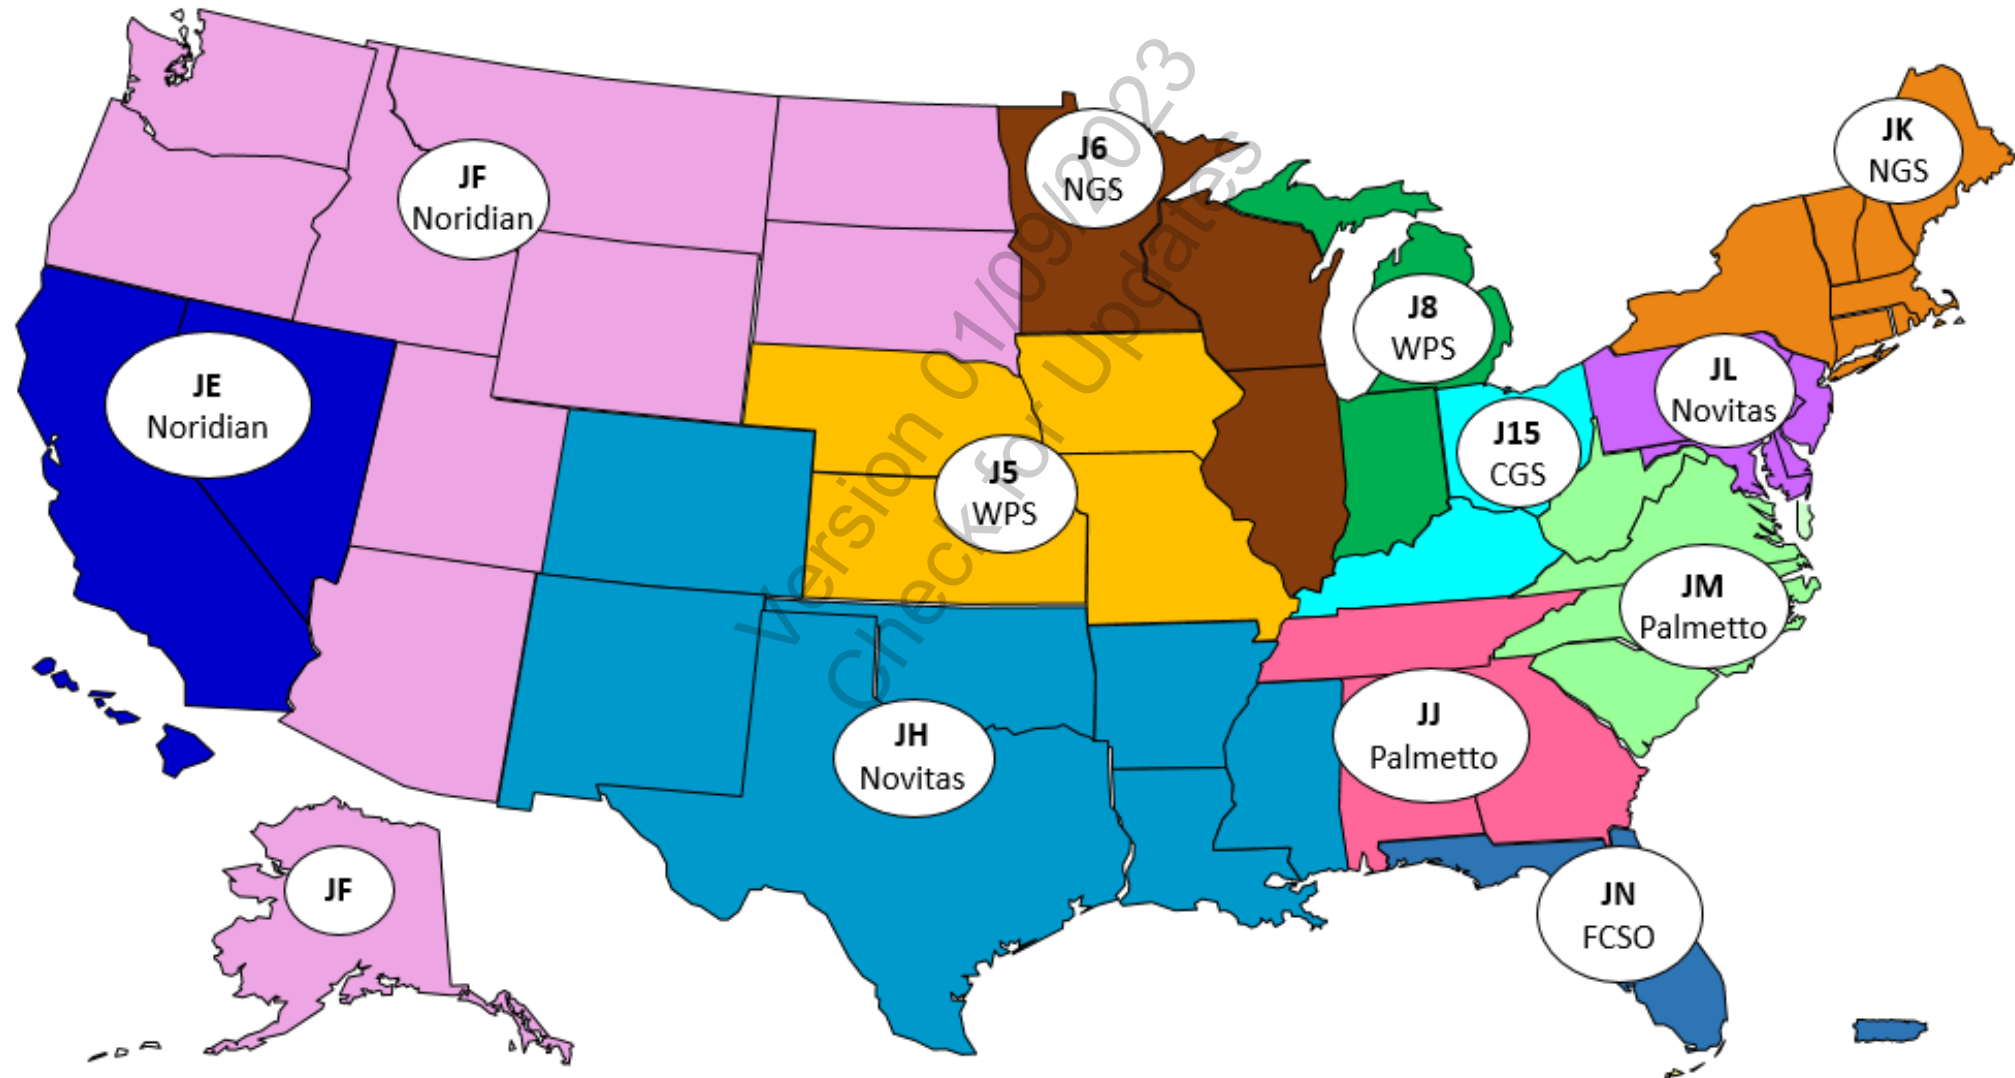 JF
Noridian
J6
NGS
JK
NGS
J8
WPS
JE
Noridian
JL
Novitas
J15
CGS
J5
WPS
JM
Palmetto
JH
Novitas
JJ
Palmetto
JF
JN
FCSO
Version 01/09/2023
Check for Updates